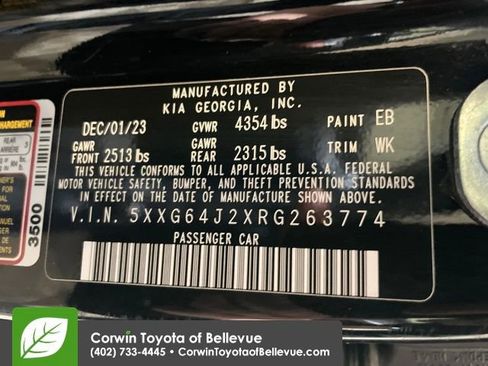 MANUFACTURED BY
KIA GEORGIA, INC.
DEC/01/23 GVWR 4354 lbs PAINT EB
GAWR FRONT 2513 lbs GAWR REAR 2315 lbs TRIM WK
THIS VEHICLE CONFORMS TO ALL APPLICABLE U.S.A. FEDERAL
MOTOR VEHICLE SAFETY, BUMPER, AND THEFT PREVENTION STANDARDS
IN EFFECT ON THE DATE OF MANUFACTURE SHOWN ABOVE.
V.I.N. 5XXG64J2XRG263774
PASSENGER CAR
REAR
3500
Corwin Toyota of Bellevue
(402) 733-4445 • CorwinToyotaofBellevue.com